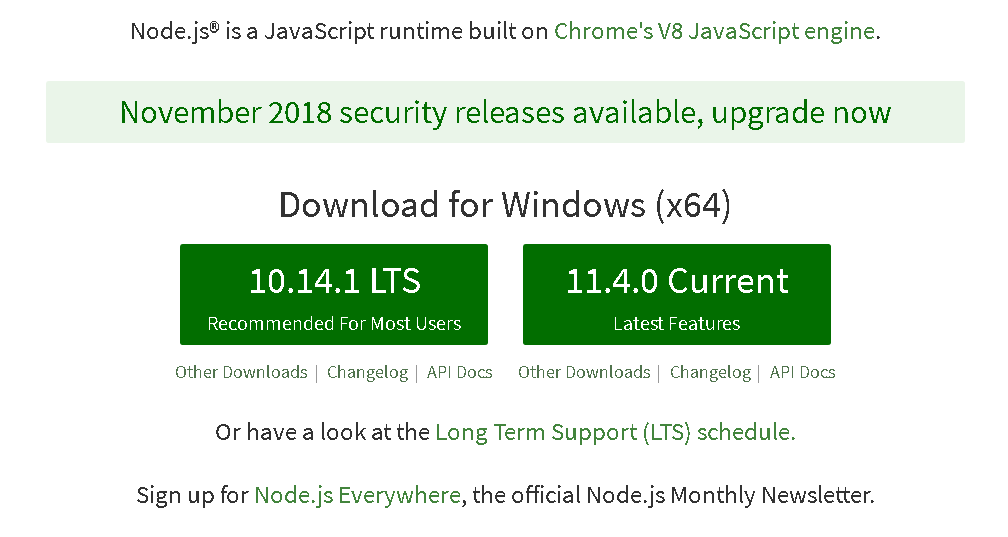 Node.js® is a JavaScript runtime built on Chrome's V8 JavaScript engine.
November 2018 security releases available, upgrade now
Download for Windows (x64)
10.14.1 LTS
Recommended For Most Users
11.4.0 Current
Latest Features
Other Downloads | Changelog | API Docs
Other Downloads | Changelog | API Docs
Or have a look at the Long Term Support (LTS) schedule.
Sign up for Node.js Everywhere, the official Node.js Monthly Newsletter.